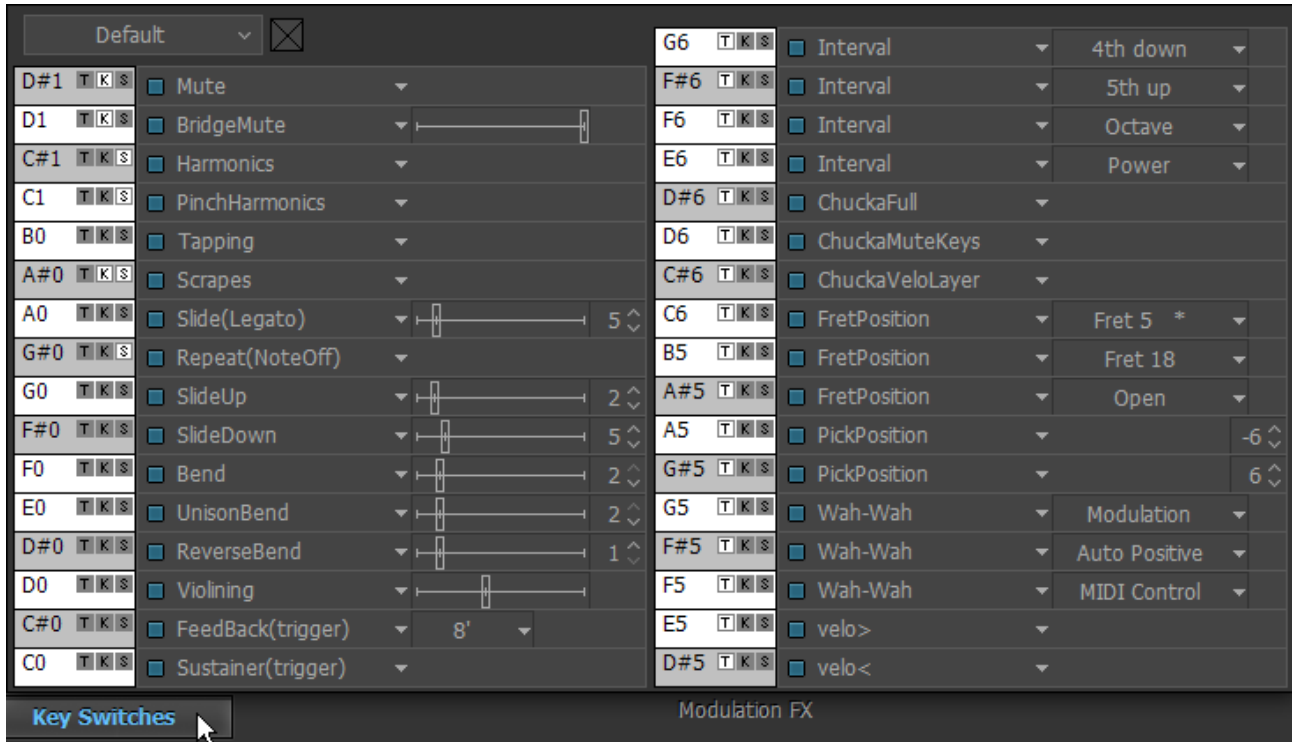 Default
D#1 T K S Mute
D1 T K S BridgeMute
C#1 T K S Harmonics
C1 T K S PinchHarmonics
B0 T K S Tapping
A#0 T K S Scrapes
A0 T K S Slide(Legato) 5
G#0 T K S Repeat(NoteOff)
G0 T K S SlideUp 2
F#0 T K S SlideDown 5
F0 T K S Bend 2
E0 T K S UnisonBend 2
D#0 T K S ReverseBend 1
D0 T K S Violining
C#0 T K S FeedBack(trigger) 8'
C0 T K S Sustainer(trigger)
G6 T K S Interval 4th down
F#6 T K S Interval 5th up
F6 T K S Interval Octave
E6 T K S Interval Power
D#6 T K S ChuckaFull
D6 T K S ChuckaMuteKeys
C#6 T K S ChuckaVeloLayer
C6 T K S FretPosition Fret 5 *
B5 T K S FretPosition Fret 18
A#5 T K S FretPosition Open
A5 T K S PickPosition -6
G#5 T K S PickPosition 6
G5 T K S Wah-Wah Modulation
F#5 T K S Wah-Wah Auto Positive
F5 T K S Wah-Wah MIDI Control
E5 T K S velo>
D#5 T K S velo<
Key Switches
Modulation FX